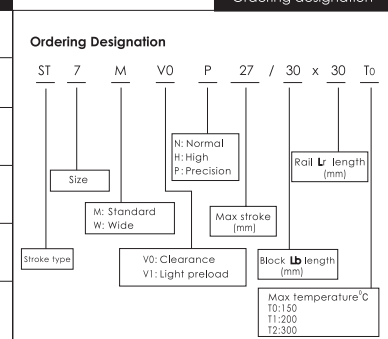 Ordering designation
Ordering Designation
ST 7 M V0 P 27 / 30 x 30 T0
N: Normal
H: High
P: Precision
Rail Lr length
(mm)
Size
M: Standard
W: Wide
Max stroke
(mm)
Stroke type
V0: Clearance
V1: Light preload
Block Lb length
(mm)
Max temperature°C
T0:150
T1:200
T2:300